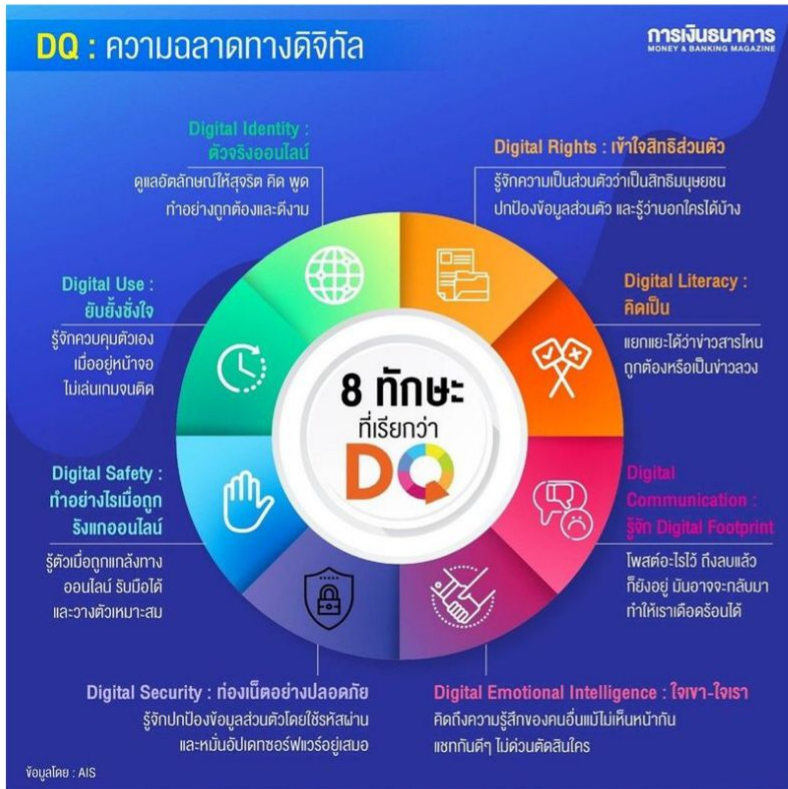 DQ : ความฉลาดทางดิจิทัล
การเงินธนาคาร
MONEY & BANKING MAGAZINE
Digital Identity :
ตัวจริงออนไลน์
ดูแลอัตลักษณ์ให้สุจริต คิด พูด
ทำอย่างถูกต้องและดีงาม
Digital Rights : เข้าใจสิทธิส่วนตัว
รู้จักความเป็นส่วนตัวว่าเป็นสิทธิมนุษยชน
ปกป้องข้อมูลส่วนตัว และรู้ว่าบอกใครได้บ้าง
Digital Use :
ยับยั้งชั่งใจ
รู้จักควบคุมตัวเอง
เมื่ออยู่หน้าจอ
ไม่เล่นเกมจนติด
Digital Literacy :
คิดเป็น
แยกแยะได้ว่าข่าวสารไหน
ถูกต้องหรือเป็นข่าวลวง
8 ทักษะ
ที่เรียกว่า
DQ
Digital Safety :
ทำอย่างไรเมื่อถูก
รังแกออนไลน์
รู้ตัวเมื่อถูกแกล้งทาง
ออนไลน์ รับมือได้
และวางตัวเหมาะสม
Digital
Communication :
รู้จัก Digital Footprint
โพสต์อะไรไว้ ถึงลบแล้ว
ก็ยังอยู่ มันอาจจะกลับมา
ทำให้เราเดือดร้อนได้
Digital Security : ท่องเน็ตอย่างปลอดภัย
รู้จักปกป้องข้อมูลส่วนตัวโดยใช้รหัสผ่าน
และหมั่นอัปเดทซอร์ฟแวร์อยู่เสมอ
Digital Emotional Intelligence : ใจเขา-ใจเรา
คิดถึงความรู้สึกของคนอื่นแม้ไม่เห็นหน้ากัน
แชทกันดีๆ ไม่ด่วนตัดสินใคร
ข้อมูลโดย : AIS